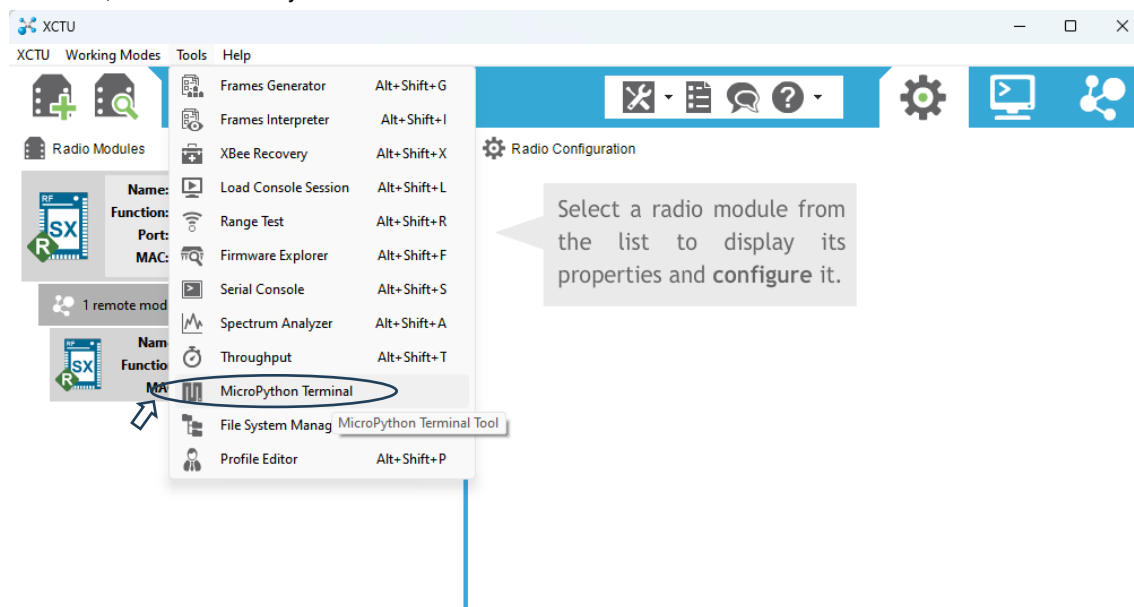 XCTU
XCTU Working Modes Tools Help
Frames Generator Alt+Shift+G
Frames Interpreter Alt+Shift+I
XBee Recovery Alt+Shift+X
Load Console Session Alt+Shift+L
Range Test Alt+Shift+R
Firmware Explorer Alt+Shift+F
Serial Console Alt+Shift+S
Spectrum Analyzer Alt+Shift+A
Throughput Alt+Shift+T
MicroPython Terminal
File System Manag
MicroPython Terminal Tool
Profile Editor Alt+Shift+P
Radio Modules
Name:
Function:
Port:
MAC:
RF
SX
R
1 remote mod
Nam
Functio
MA
RF
SX
R
Radio Configuration
Select a radio module from
the list to display its
properties and configure it.